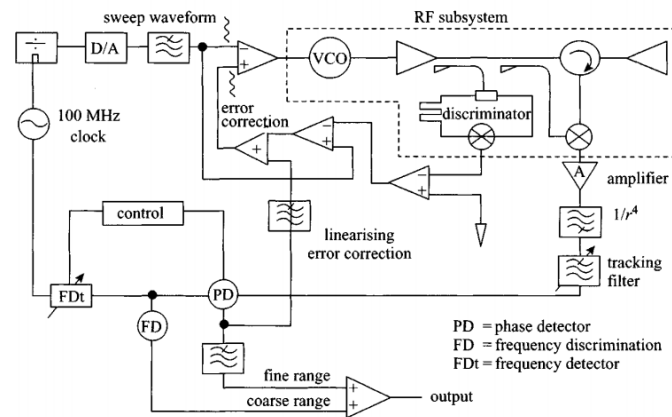 sweep waveform
RF subsystem
÷
D/A
−
+
VCO
100 MHz
clock
error
correction
discriminator
+
−
+
−
+
A
amplifier
control
linearising
error correction
1/r⁴
tracking
filter
FDt
PD
FD
PD = phase detector
FD = frequency discrimination
FDt = frequency detector
fine range
coarse range
+
+
output